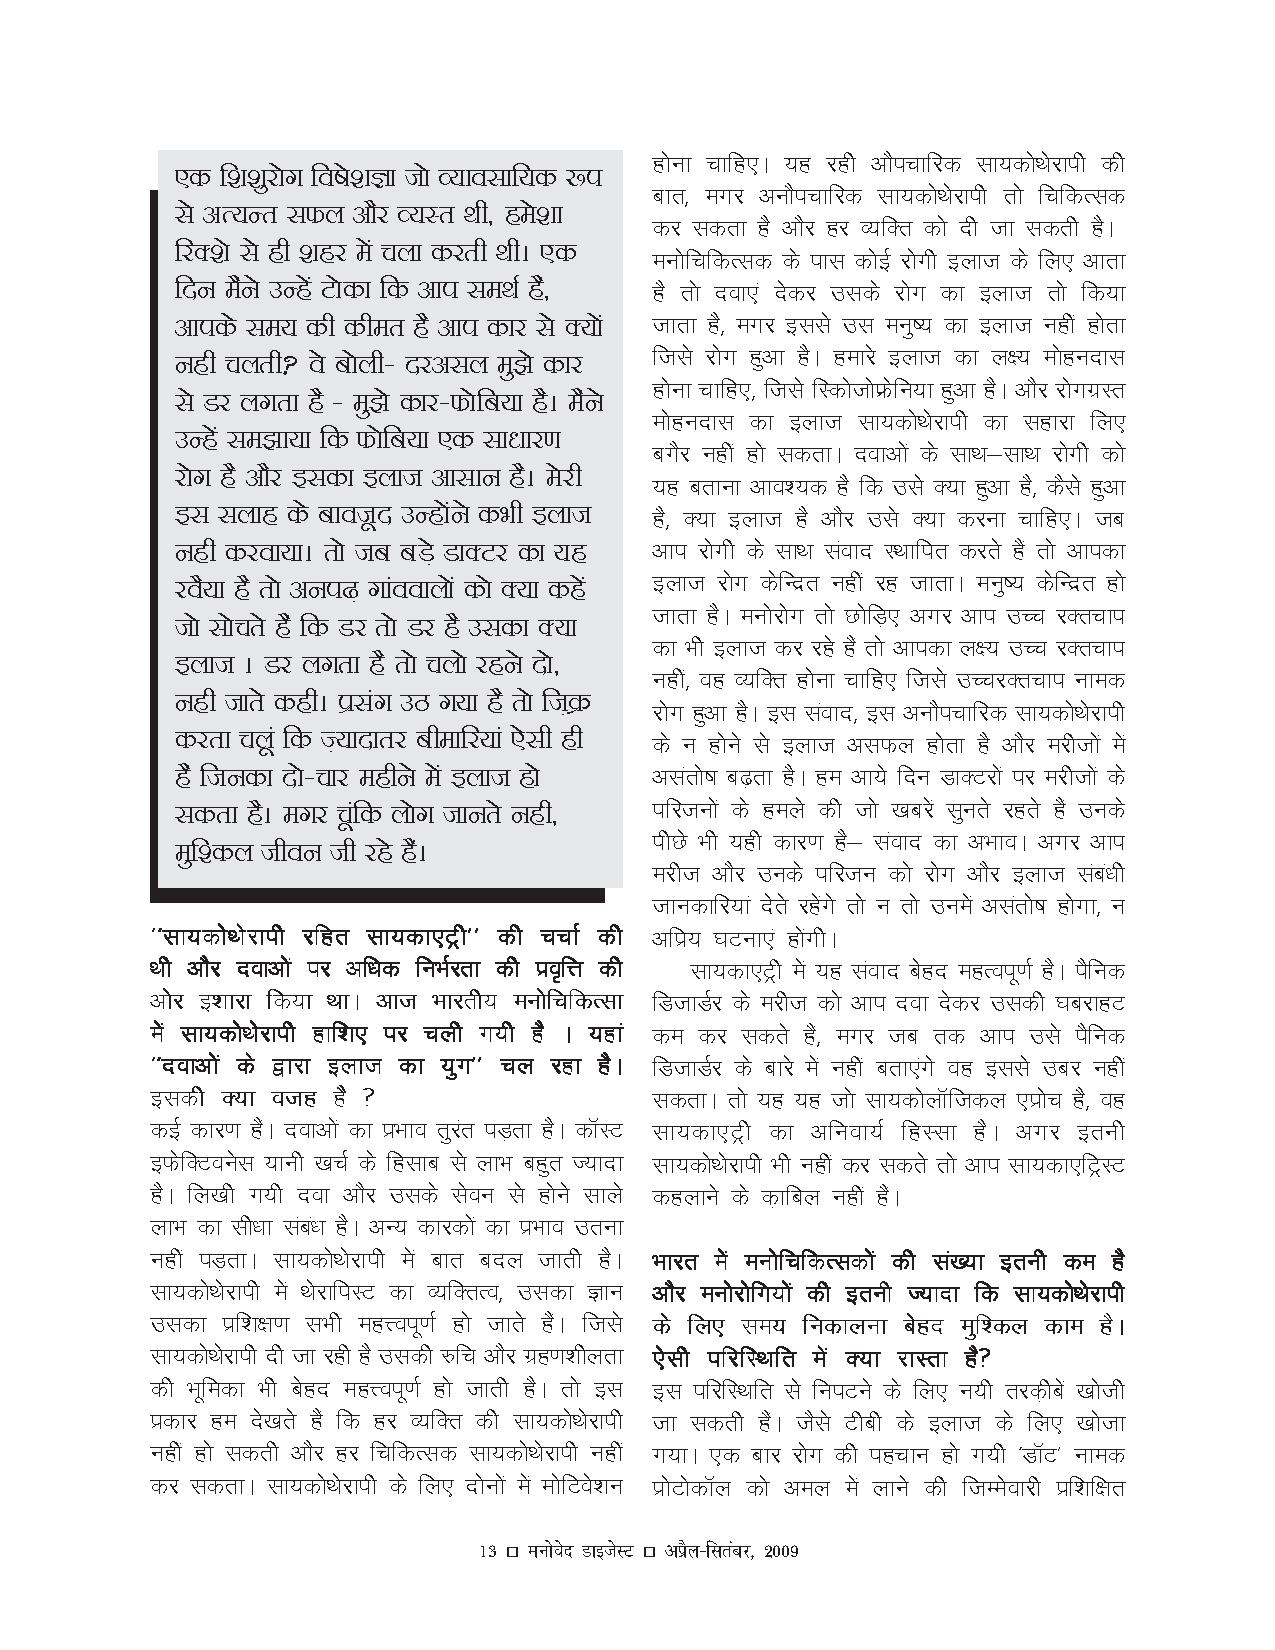 एक शिशुरोग विषेशज्ञा जो व्यावसायिक रूप
से अत्यन्त सफल और व्यस्त थी, हमेशा
रिक्शे से ही शहर में चला करती थी। एक
दिन मैने उन्हें टोका कि आप समर्थ हैं,
आपके समय की कीमत है आप कार से क्यों
नही चलती? वे बोली- दरअसल मुझे कार
से डर लगता है - मुझे कार-फोबिया है। मैने
उन्हें समझाया कि फोबिया एक साधारण
रोग है और इसका इलाज आसान है। मेरी
इस सलाह के बावजूद उन्होंने कभी इलाज
नही करवाया। तो जब बड़े डाक्टर का यह
रवैया है तो अनपढ़ गांववालों को क्या कहें
जो सोचते हैं कि डर तो डर है उसका क्या
इलाज । डर लगता है तो चलो रहने दो,
नही जाते कही। प्रसंग उठ गया है तो ज़िक्र
करता चलूं कि ज़्यादातर बीमारियां ऐसी ही
हैं जिनका दो-चार महीने में इलाज हो
सकता है। मगर चूंकि लोग जानते नही,
मुश्किल जीवन जी रहे हैं।
“सायकोथेरापी रहित सायकाएट्री” की चर्चा की
थी और दवाओं पर अधिक निर्भरता की प्रवृत्ति की
ओर इशारा किया था। आज भारतीय मनोचिकित्सा
में सायकोथेरापी हाशिए पर चली गयी है । यहां
“दवाओं के द्वारा इलाज का युग” चल रहा है।
इसकी क्या वजह है ?
कई कारण है। दवाओं का प्रभाव तुरंत पड़ता है। कॉस्ट
इफेक्टिवनेस यानी खर्च के हिसाब से लाभ बहुत ज्यादा
है। लिखी गयी दवा और उसके सेवन से होने साले
लाभ का सीधा संबंध है। अन्य कारकों का प्रभाव उतना
नहीं पड़ता। सायकोथेरापी में बात बदल जाती है।
सायकोथेरापी में थेरापिस्ट का व्यक्तित्व, उसका ज्ञान
उसका प्रशिक्षण सभी महत्त्वपूर्ण हो जाते हैं। जिसे
सायकोथेरापी दी जा रही है उसकी रुचि और ग्रहणशीलता
की भूमिका भी बेहद महत्त्वपूर्ण हो जाती है। तो इस
प्रकार हम देखते हैं कि हर व्यक्ति की सायकोथेरापी
नहीं हो सकती और हर चिकित्सक सायकोथेरापी नहीं
कर सकता। सायकोथेरापी के लिए दोनों में मोटिवेशन
होना चाहिए। यह रही औपचारिक सायकोथेरापी की
बात, मगर अनौपचारिक सायकोथेरापी तो चिकित्सक
कर सकता है और हर व्यक्ति को दी जा सकती है।
मनोचिकित्सक के पास कोई रोगी इलाज के लिए आता
है तो दवाएं देकर उसके रोग का इलाज तो किया
जाता है, मगर इससे उस मनुष्य का इलाज नहीं होता
जिसे रोग हुआ है। हमारे इलाज का लक्ष्य मोहनदास
होना चाहिए, जिसे स्किजोफ्रेनिया हुआ है। और रोगग्रस्त
मोहनदास का इलाज सायकोथेरापी का सहारा लिए
बगैर नहीं हो सकता। दवाओं के साथ–साथ रोगी को
यह बताना आवश्यक है कि उसे क्या हुआ है, कैसे हुआ
है, क्या इलाज है और उसे क्या करना चाहिए। जब
आप रोगी के साथ संवाद स्थापित करते हैं तो आपका
इलाज रोग केन्द्रित नहीं रह जाता। मनुष्य केन्द्रित हो
जाता है। मनोरोग तो छोड़िए अगर आप उच्च रक्तचाप
का भी इलाज कर रहे हैं तो आपका लक्ष्य उच्च रक्तचाप
नहीं, वह व्यक्ति होना चाहिए जिसे उच्चरक्तचाप नामक
रोग हुआ है। इस संवाद, इस अनौपचारिक सायकोथेरापी
के न होने से इलाज असफल होता है और मरीजों में
असंतोष बढ़ता है। हम आये दिन डाक्टरों पर मरीजों के
परिजनों के हमले की जो खबरें सुनते रहते है उनके
पीछे भी यही कारण है– संवाद का अभाव। अगर आप
मरीज और उनके परिजन को रोग और इलाज संबंधी
जानकारियां देते रहेंगे तो न तो उनमें असंतोष होगा, न
अप्रिय घटनाएं होंगी।
सायकाएट्री में यह संवाद बेहद महत्वपूर्ण है। पैनिक
डिजार्डर के मरीज को आप दवा देकर उसकी घबराहट
कम कर सकते है, मगर जब तक आप उसे पैनिक
डिजार्डर के बारे में नहीं बताएंगे वह इससे उबर नहीं
सकता। तो यह यह जो सायकोलॉजिकल एप्रोच है, वह
सायकाएट्री का अनिवार्य हिस्सा है। अगर इतनी
सायकोथेरापी भी नहीं कर सकते तो आप सायकाएट्रिस्ट
कहलाने के क़ाबिल नहीं है।
भारत में मनोचिकित्सकों की संख्या इतनी कम है
और मनोरोगियों की इतनी ज्यादा कि सायकोथेरापी
के लिए समय निकालना बेहद मुश्किल काम है।
ऐसी परिस्थिति में क्या रास्ता है?
इस परिस्थिति से निपटने के लिए नयी तरक़ीबें खोजी
जा सकती हैं। जैसे टीबी के इलाज के लिए खोजा
गया। एक बार रोग की पहचान हो गयी ‘डॉट’ नामक
प्रोटोकॉल को अमल में लाने की जिम्मेवारी प्रशिक्षित
13 □ मनोवेद डाइजेस्ट □ अप्रैल-सितंबर, 2009